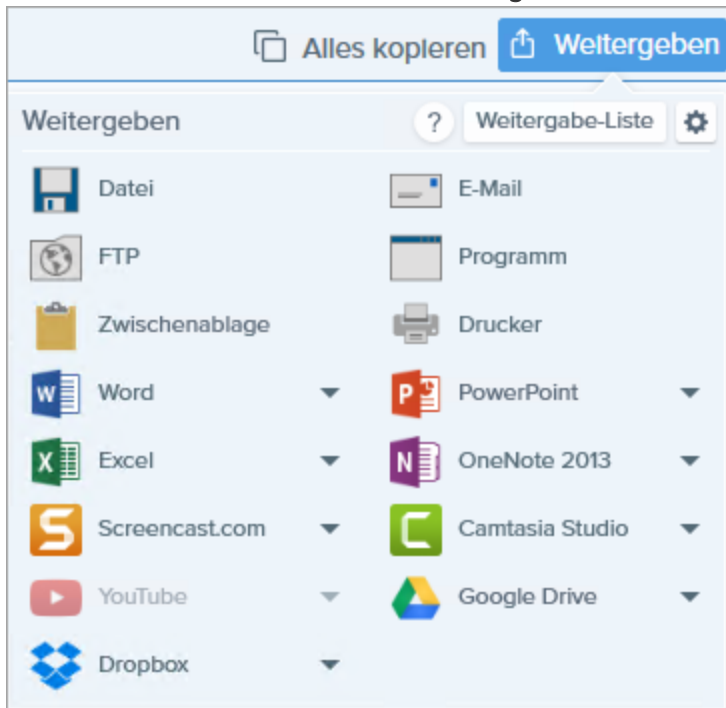 Alles kopieren Weitergeben
Weitergeben ? Weitergabe-Liste
Datei E-Mail
FTP Programm
Zwischenablage Drucker
Word PowerPoint
Excel OneNote 2013
Screencast.com Camtasia Studio
YouTube Google Drive
Dropbox